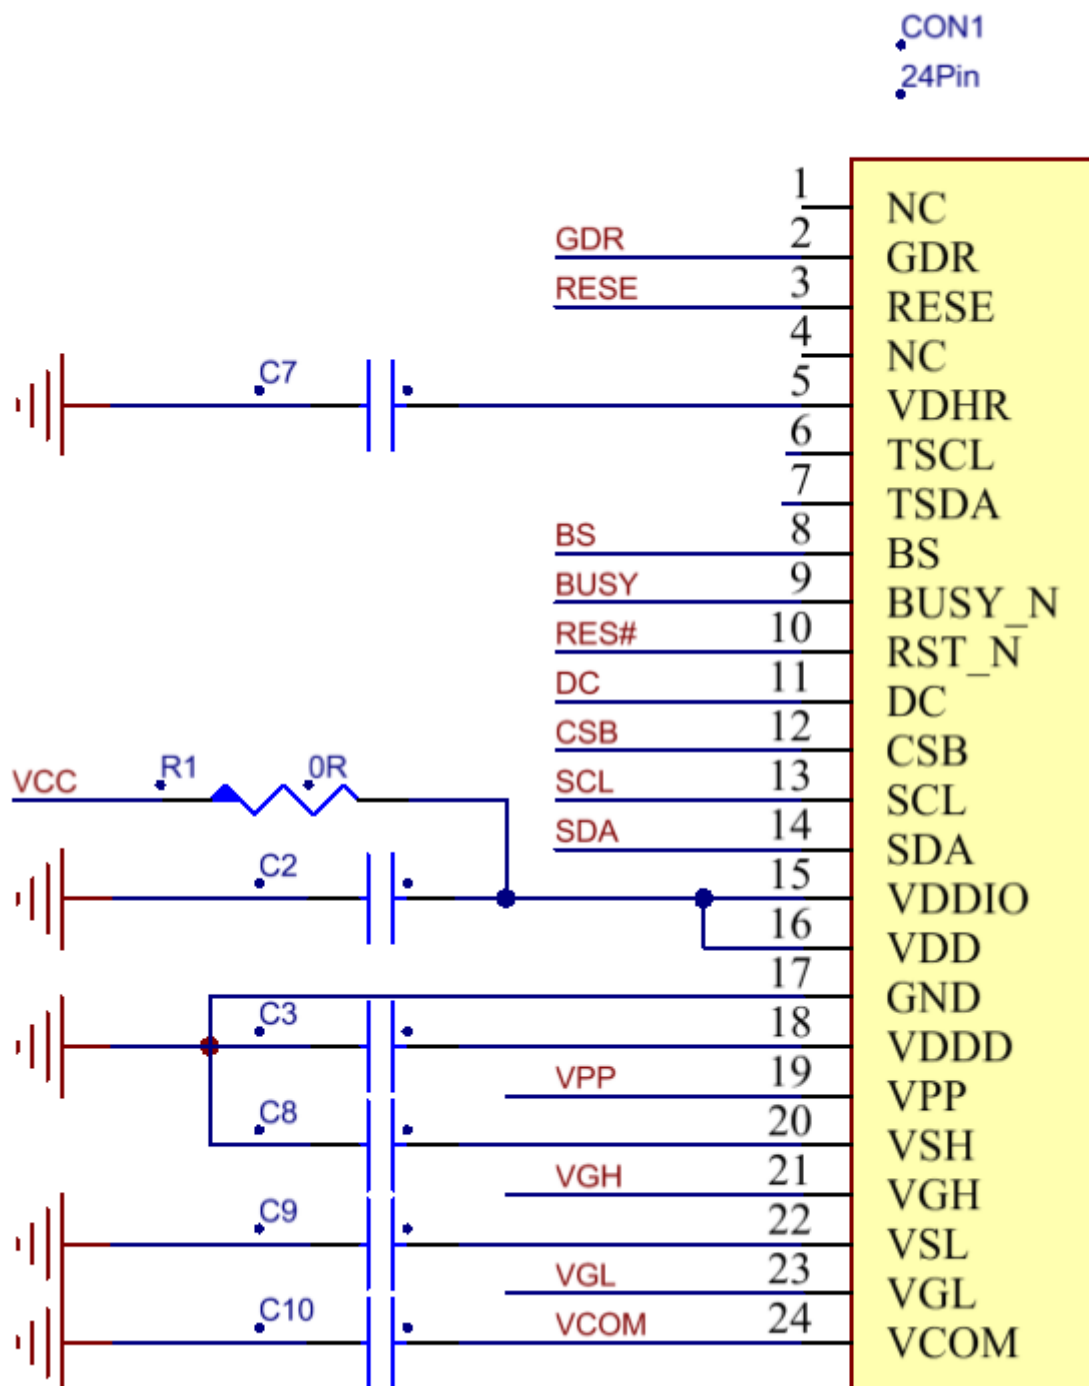 CON1
24Pin
1 NC
GDR 2 GDR
RESE 3 RESE
4 NC
C7 5 VDHR
6 TSCL
7 TSDA
BS 8 BS
BUSY 9 BUSY_N
RES# 10 RST_N
DC 11 DC
CSB 12 CSB
VCC R1 0R SCL 13 SCL
SDA 14 SDA
C2 15 VDDIO
16 VDD
17 GND
C3 18 VDDD
VPP 19 VPP
C8 20 VSH
VGH 21 VGH
C9 22 VSL
VGL 23 VGL
C10 VCOM 24 VCOM